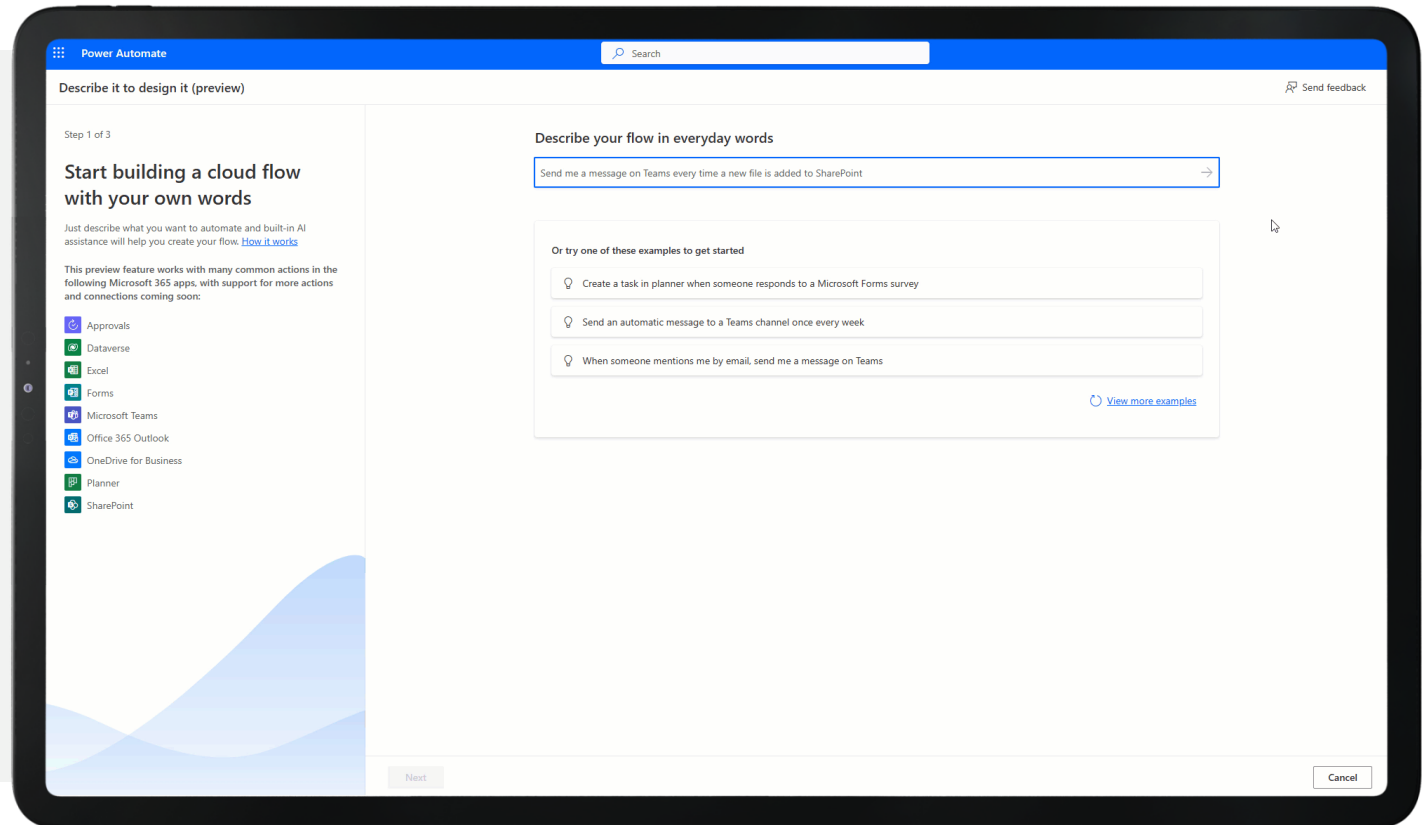 Power Automate
Search
Describe it to design it (preview)
Send feedback
Step 1 of 3
Start building a cloud flow
with your own words
Just describe what you want to automate and built-in AI
assistance will help you create your flow. How it works
This preview feature works with many common actions in the
following Microsoft 365 apps, with support for more actions
and connections coming soon:
Approvals
Dataverse
Excel
Forms
Microsoft Teams
Office 365 Outlook
OneDrive for Business
Planner
SharePoint
Describe your flow in everyday words
Send me a message on Teams every time a new file is added to SharePoint
Or try one of these examples to get started
Create a task in planner when someone responds to a Microsoft Forms survey
Send an automatic message to a Teams channel once every week
When someone mentions me by email, send me a message on Teams
View more examples
Next
Cancel